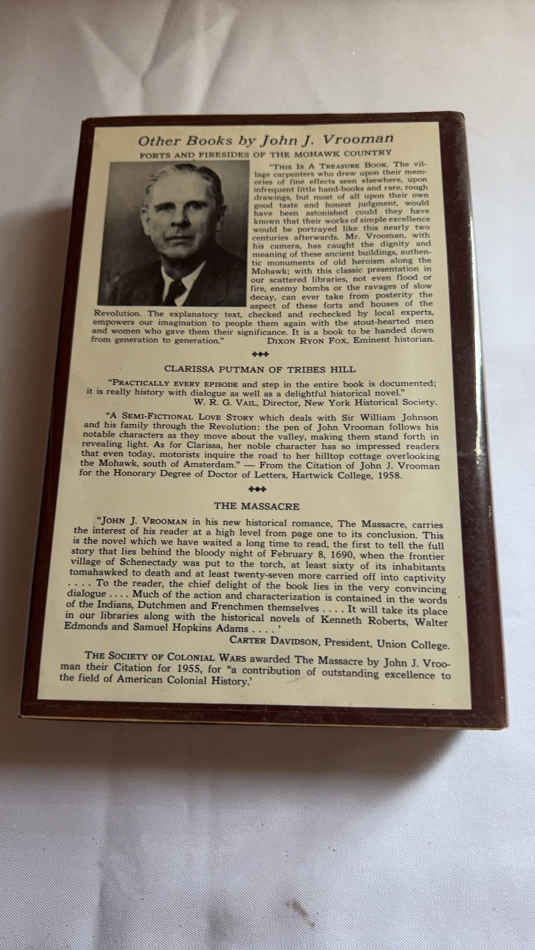 Other Books by John J. Vrooman
FORTS AND FIRESIDES OF THE MOHAWK COUNTRY
"THIS IS A TREASURE BOOK. The vil-
lage carpenters who drew upon their mem-
ories of fine effects seen elsewhere, upon
infrequent little hand-books and rare, rough
drawings, but most of all upon their own
good taste and honest judgment, would
have been astonished could they have
known that their works of simple excellence
would be portrayed like this nearly two
centuries afterwards. Mr. Vrooman, with
his camera, has caught the dignity and
meaning of these ancient buildings, authen-
tic monuments of old heroism along the
Mohawk; with this classic presentation in
our scattered libraries, not even flood or
fire, enemy bombs or the ravages of slow
decay, can ever take from posterity the
aspect of these forts and houses of the
Revolution. The explanatory text, checked and rechecked by local experts,
empowers our imagination to people them again with the stout-hearted men
and women who gave them their significance. It is a book to be handed down
from generation to generation." DIXON RYON FOX, Eminent historian.
CLARISSA PUTMAN OF TRIBES HILL
"PRACTICALLY EVERY EPISODE and step in the entire book is documented;
it is really history with dialogue as well as a delightful historical novel."
W. R. G. VAIL, Director, New York Historical Society.
"A SEMI-FICTIONAL LOVE STORY which deals with Sir William Johnson
and his family through the Revolution; the pen of John Vrooman follows his
notable characters as they move about the valley, making them stand forth in
revealing light. As for Clarissa, her noble character has so impressed readers
that even today, motorists inquire the road to her hilltop cottage overlooking
the Mohawk, south of Amsterdam." — From the Citation of John J. Vrooman
for the Honorary Degree of Doctor of Letters, Hartwick College, 1958.
THE MASSACRE
"JOHN J. VROOMAN in his new historical romance, The Massacre, carries
the interest of his reader at a high level from page one to its conclusion. This
is the novel which we have waited a long time to read, the first to tell the full
story that lies behind the bloody night of February 8, 1690, when the frontier
village of Schenectady was put to the torch, at least sixty of its inhabitants
tomahawked to death and at least twenty-seven more carried off into captivity
. . . . To the reader, the chief delight of the book lies in the very convincing
dialogue . . . . Much of the action and characterization is contained in the words
of the Indians, Dutchmen and Frenchmen themselves . . . . It will take its place
in our libraries along with the historical novels of Kenneth Roberts, Walter
Edmonds and Samuel Hopkins Adams . . . . '
CARTER DAVIDSON, President, Union College.
THE SOCIETY OF COLONIAL WARS awarded The Massacre by John J. Vroo-
man their Citation for 1955, for "a contribution of outstanding excellence to
the field of American Colonial History.'